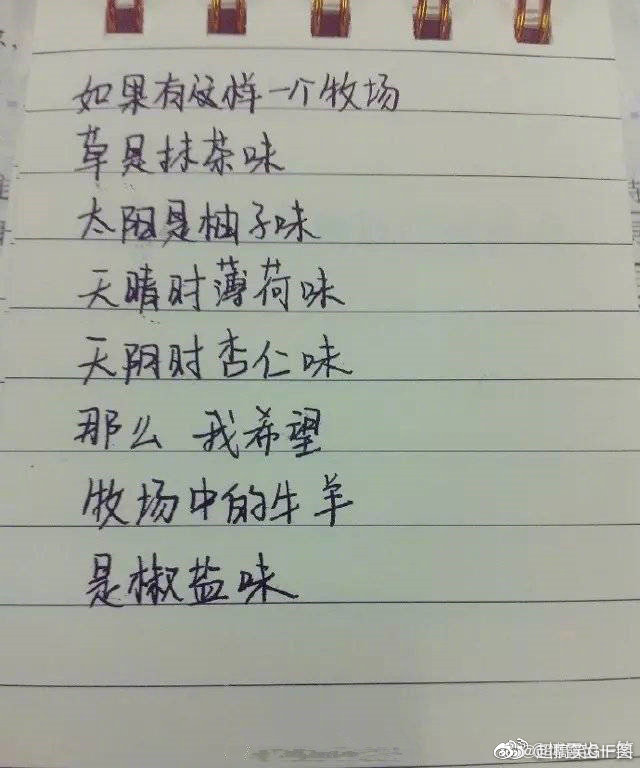 如果有这样一个牧场
草是抹茶味
太阳是柚子味
天晴时薄荷味
天阴时杏仁味
那么 我希望
牧场中的牛羊
是椒盐味